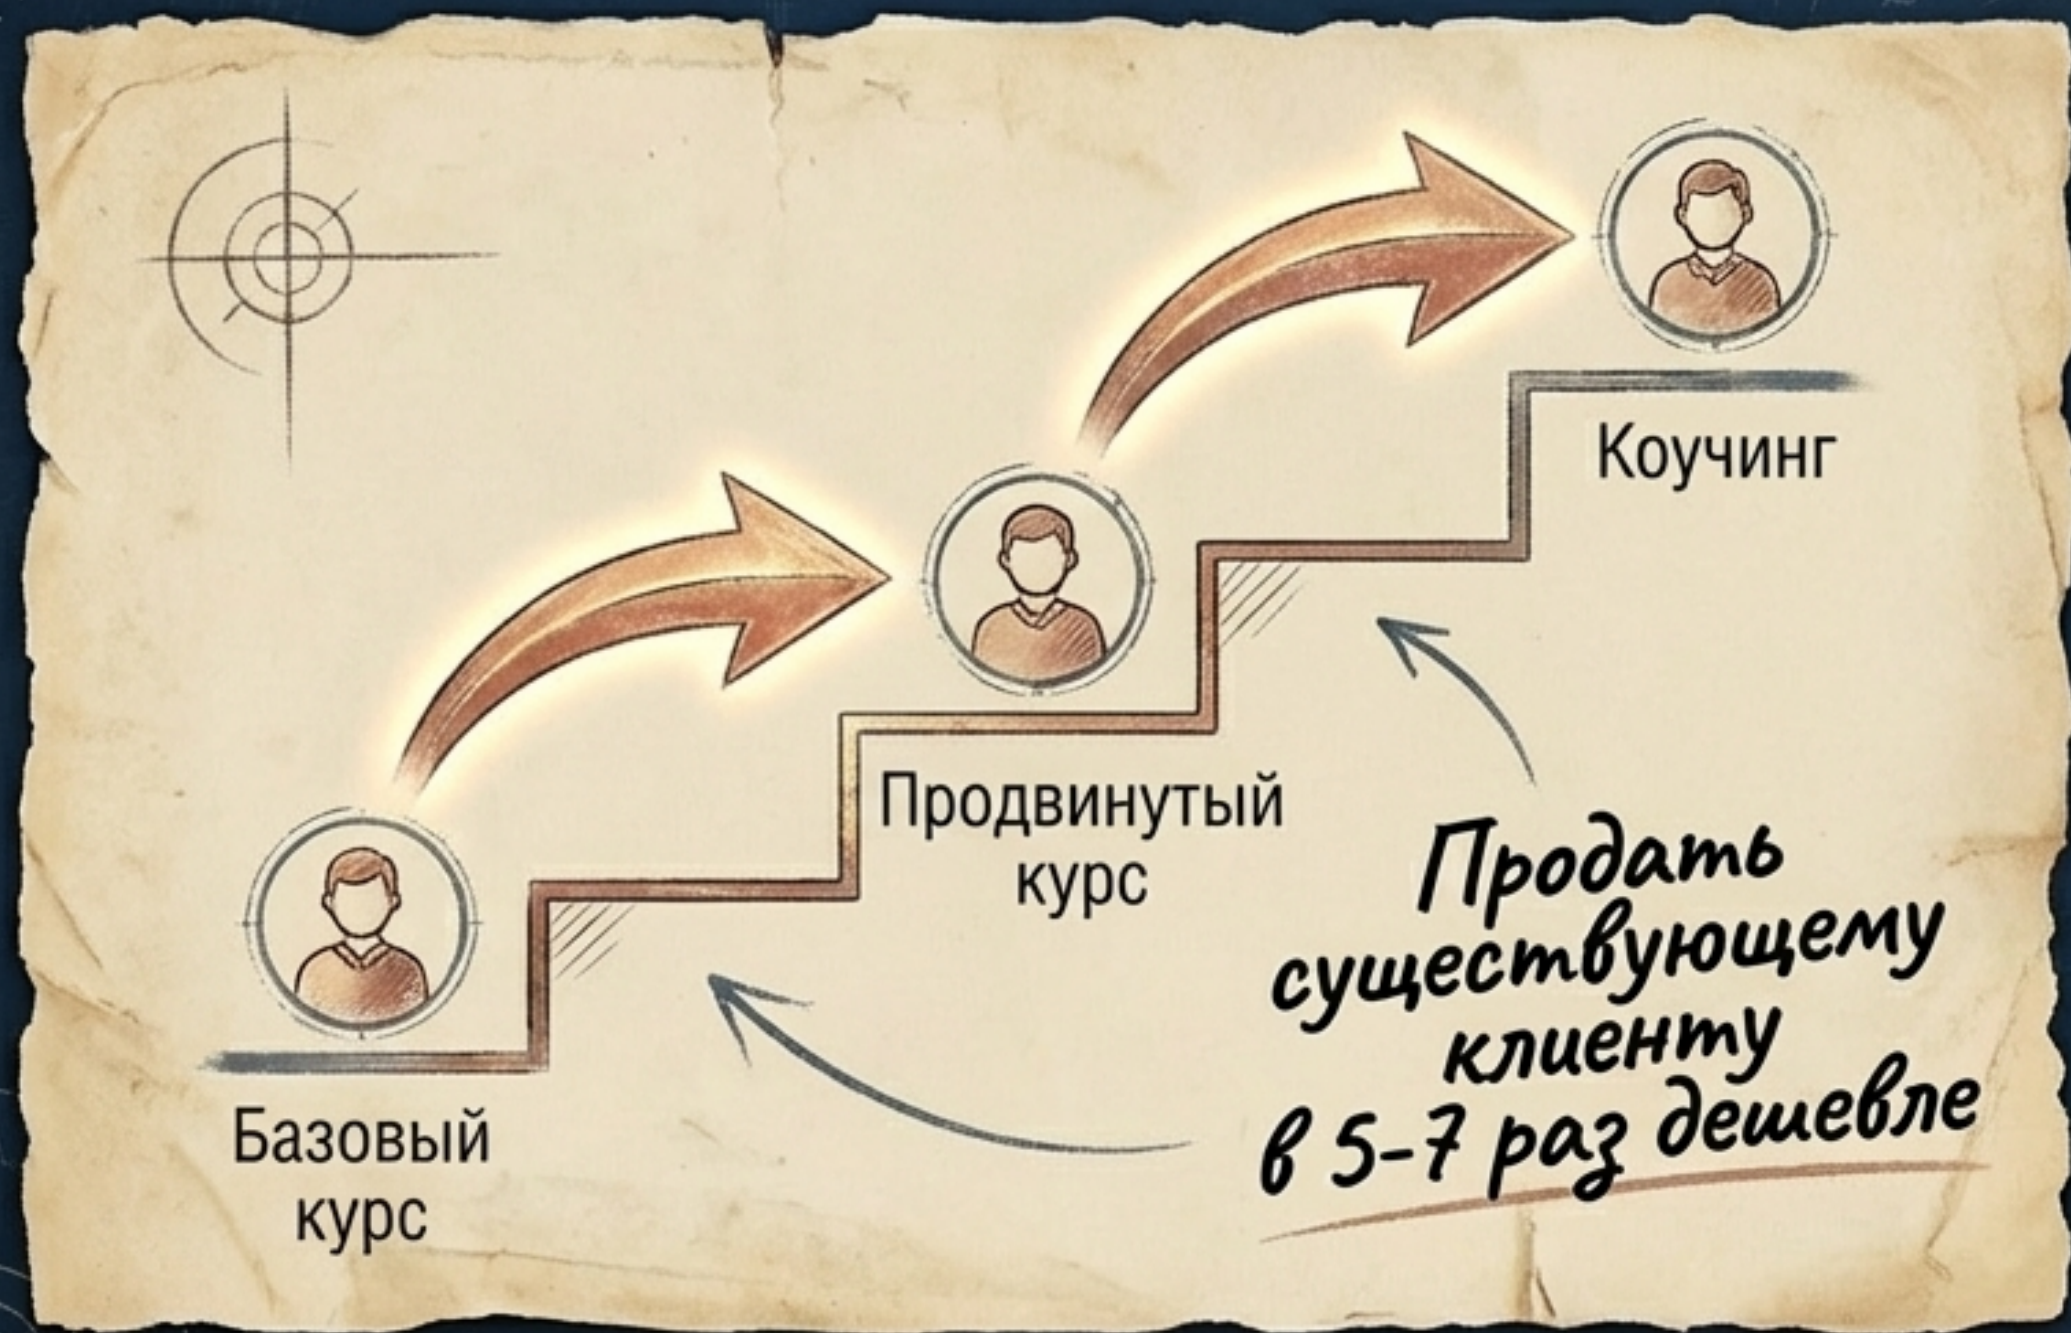 Коучинг
Продвинутый
курс
Базовый
курс
Продать
существующему
клиенту
в 5-7 раз дешевле